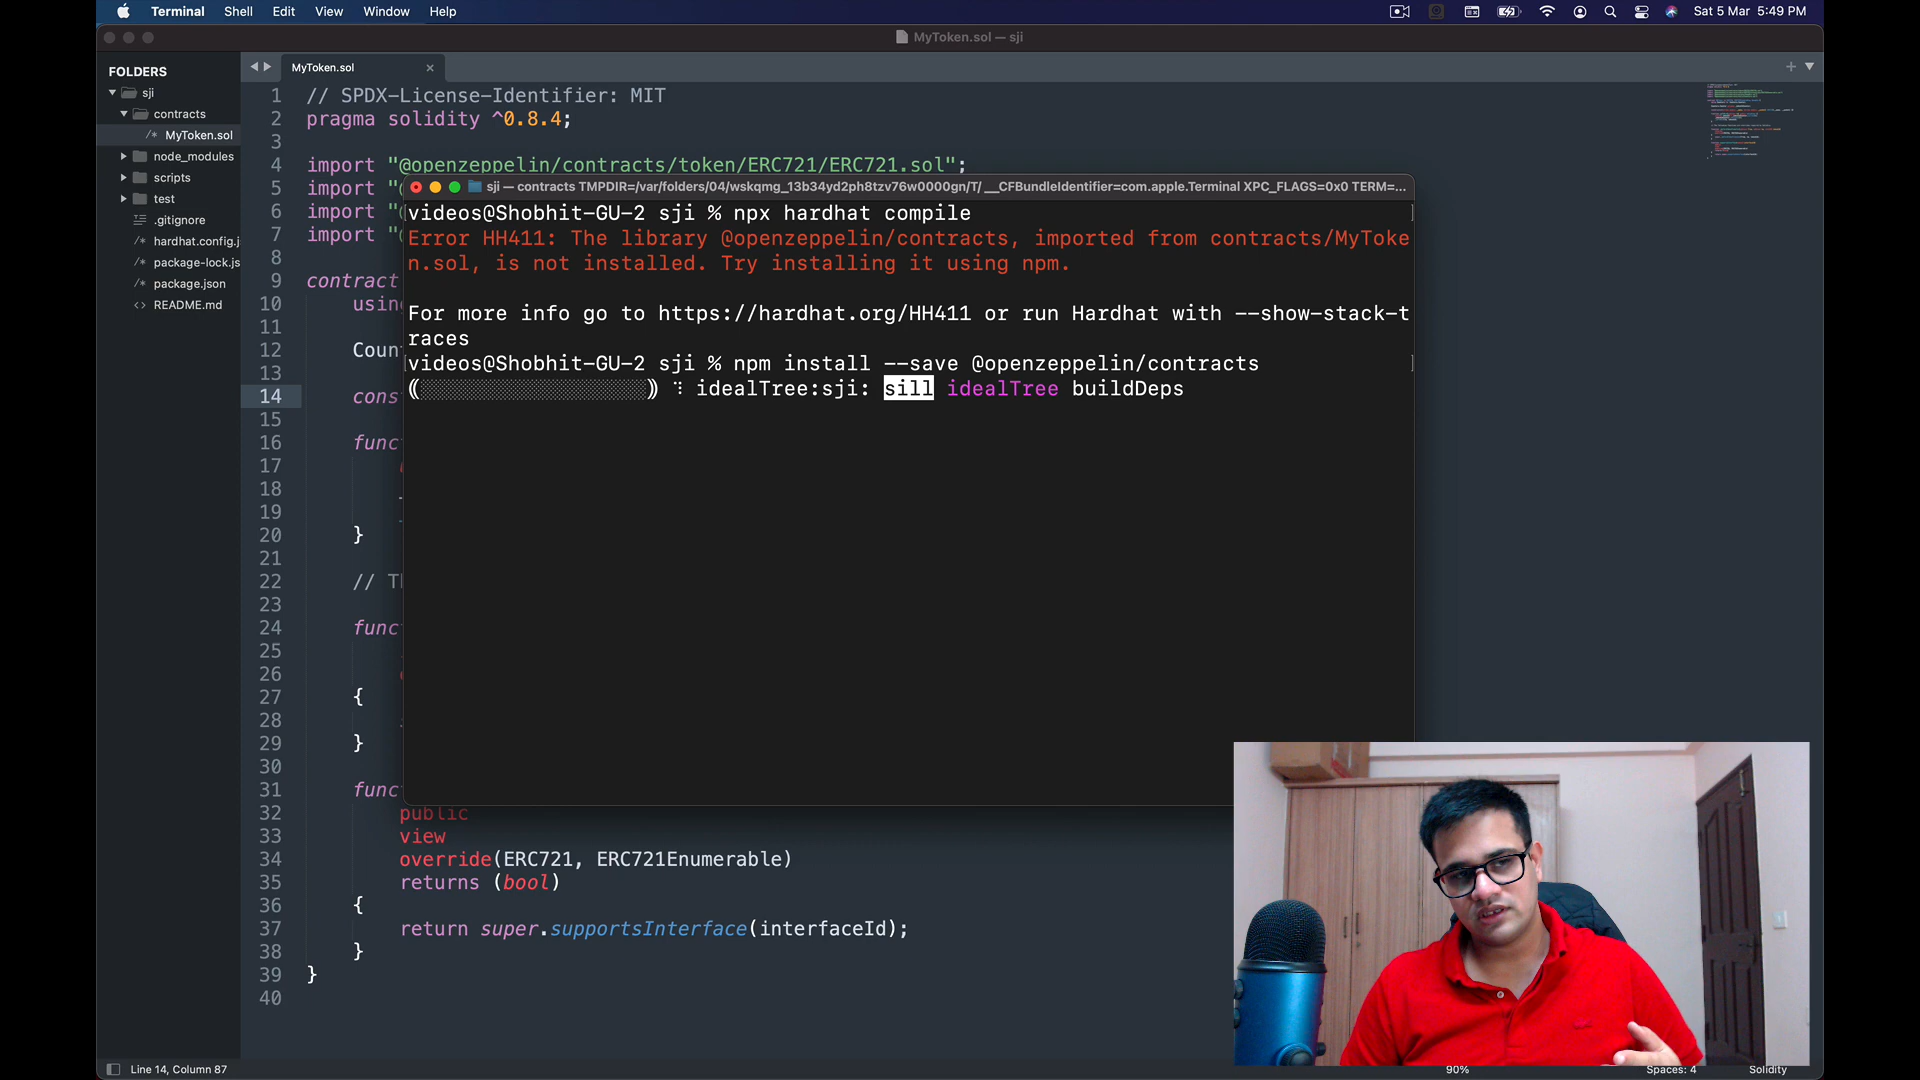 Terminal Shell Edit View Window Help Sat 5 Mar 5:49 PM
MyToken.sol — sji
FOLDERS
sji
contracts
MyToken.sol
node_modules
scripts
test
.gitignore
hardhat.config.j
package-lock.js
package.json
README.md
MyToken.sol
1 // SPDX-License-Identifier: MIT
2 pragma solidity ^0.8.4;
3
4 import "@openzeppelin/contracts/token/ERC721/ERC721.sol";
5 import "@
6 import "@
7 import "@
8
9 contract
10 using
11
12 Coun
13
14 cons
15
16 func
17
18
19
20 }
21
22 // T
23
24 func
25
26
27 {
28
29 }
30
31 func
32 public
33 view
34 override(ERC721, ERC721Enumerable)
35 returns (bool)
36 {
37 return super.supportsInterface(interfaceId);
38 }
39 }
40
sji — contracts TMPDIR=/var/folders/04/wskqmg_13b34yd2ph8tzv76w0000gn/T/ __CFBundleIdentifier=com.apple.Terminal XPC_FLAGS=0x0 TERM=...
videos@Shobhit-GU-2 sji % npx hardhat compile
Error HH411: The library @openzeppelin/contracts, imported from contracts/MyToke
n.sol, is not installed. Try installing it using npm.
For more info go to https://hardhat.org/HH411 or run Hardhat with --show-stack-t
races
videos@Shobhit-GU-2 sji % npm install --save @openzeppelin/contracts
idealTree:sji: sill idealTree buildDeps
Line 14, Column 87
90%
Spaces: 4
Solidity